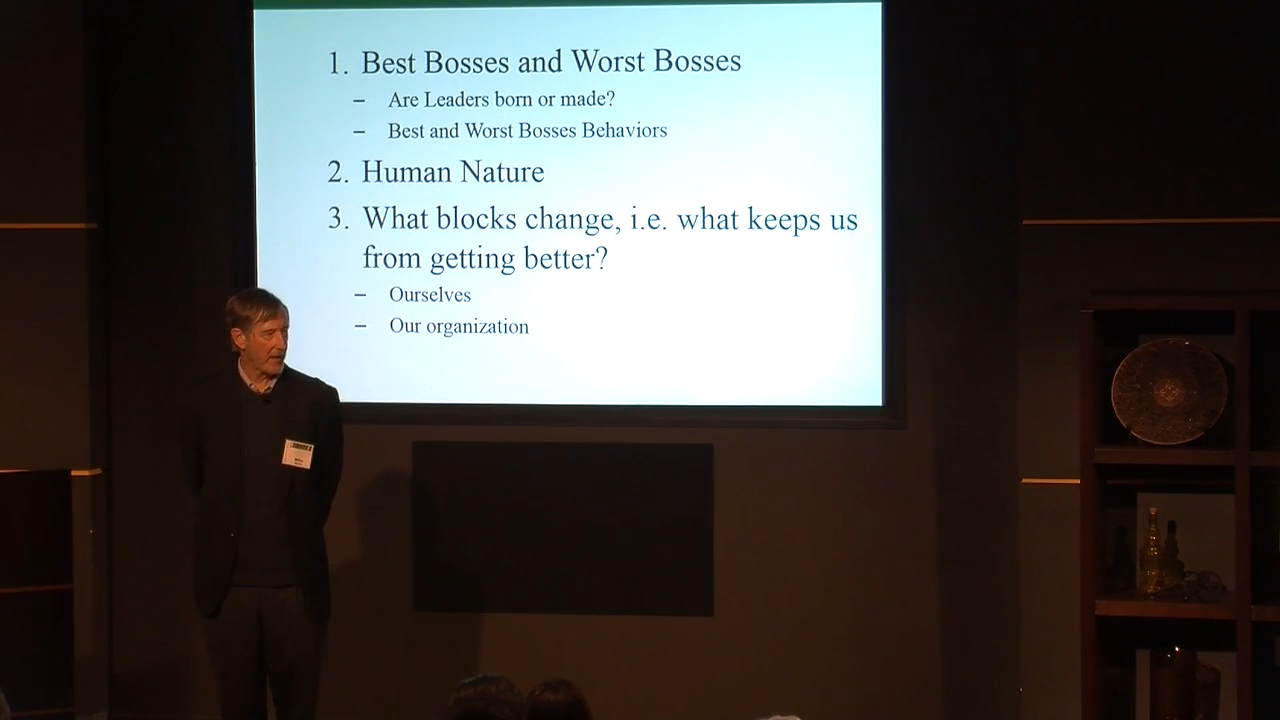 1. Best Bosses and Worst Bosses
– Are Leaders born or made?
– Best and Worst Bosses Behaviors
2. Human Nature
3. What blocks change, i.e. what keeps us
from getting better?
– Ourselves
– Our organization